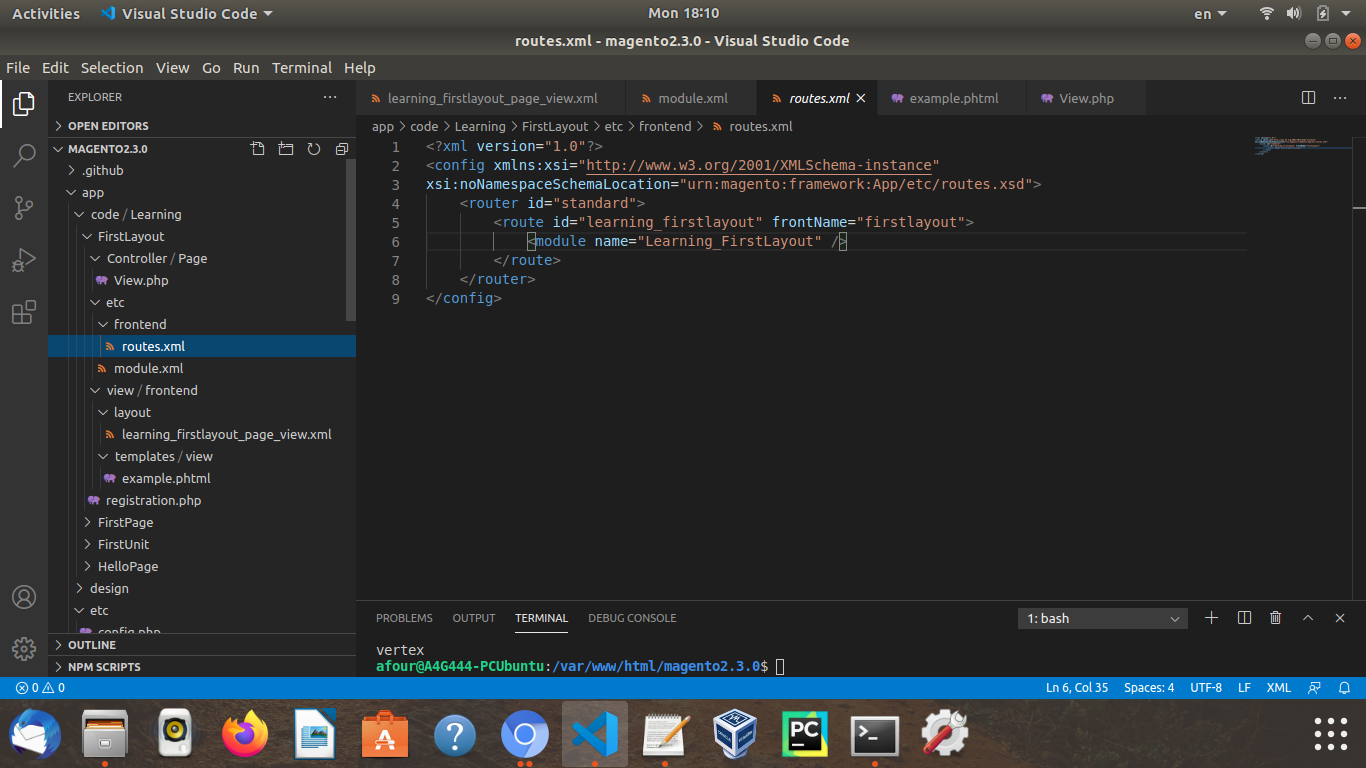 Activities Visual Studio Code Mon 18:10 en
routes.xml - magento2.3.0 - Visual Studio Code
File Edit Selection View Go Run Terminal Help
EXPLORER
OPEN EDITORS
MAGENTO2.3.0
.github
app
code / Learning
FirstLayout
Controller / Page
View.php
etc
frontend
routes.xml
module.xml
view / frontend
layout
learning_firstlayout_page_view.xml
templates / view
example.phtml
registration.php
FirstPage
FirstUnit
HelloPage
design
etc
config.php
OUTLINE
NPM SCRIPTS
learning_firstlayout_page_view.xml module.xml routes.xml example.phtml View.php
app > code > Learning > FirstLayout > etc > frontend > routes.xml
1 <?xml version="1.0"?>
2 <config xmlns:xsi="http://www.w3.org/2001/XMLSchema-instance"
3 xsi:noNamespaceSchemaLocation="urn:magento:framework:App/etc/routes.xsd">
4 <router id="standard">
5 <route id="learning_firstlayout" frontName="firstlayout">
6 <module name="Learning_FirstLayout" />
7 </route>
8 </router>
9 </config>
PROBLEMS OUTPUT TERMINAL DEBUG CONSOLE 1: bash
vertex
afour@A4G444-PCUbuntu:/var/www/html/magento2.3.0$
0 0 Ln 6, Col 35 Spaces: 4 UTF-8 LF XML